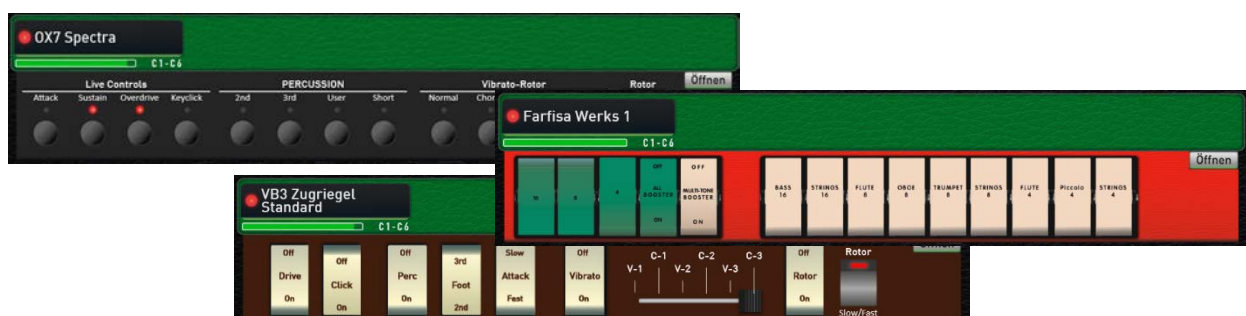 OX7 Spectra
C1-C6
Live Controls PERCUSSION Vibrato-Rotor Rotor Öffnen
Attack Sustain Overdrive Keyclick 2nd 3rd User Short Normal
Farfisa Werks 1
C1-C6
Öffnen
16 8 4
OFF ALL BOOSTER ON
OFF MULTI-TONE BOOSTER ON
BASS 16
STRINGS 16
FLUTE 8
OBOE 8
TRUMPET 8
STRINGS 8
FLUTE 4
Piccolo 4
STRINGS 4
VB3 Zugriegel
Standard
C1-C6
Off Drive On
Off Click On
Off Perc On
3rd Foot 2nd
Slow Attack Fast
Off Vibrato On
C-1 C-2 C-3
V-1 V-2 V-3
Off Rotor On
Rotor
Slow/Fast